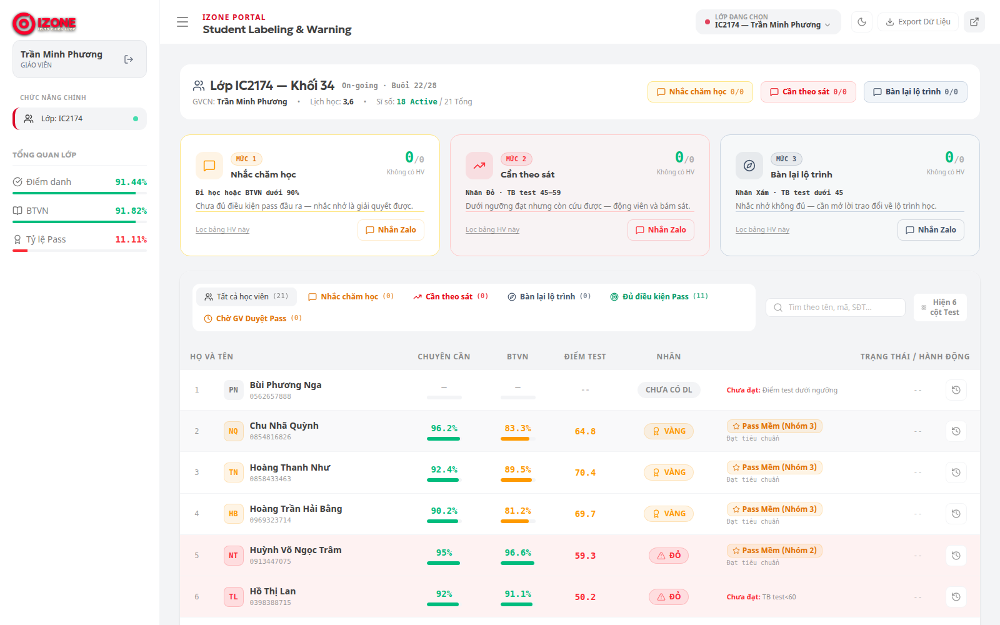 IZONE
IELTS CHIẾN LƯỢC
Trần Minh Phương
GIÁO VIÊN
CHỨC NĂNG CHÍNH
Lớp: IC2174
TỔNG QUAN LỚP
Điểm danh 91.44%
BTVN 91.82%
Tỷ lệ Pass 11.11%
IZONE PORTAL
Student Labeling & Warning
LỚP ĐANG CHỌN
IC2174 — Trần Minh Phương
Export Dữ Liệu
Lớp IC2174 — Khối 34 On-going · Buổi 22/28
GVCN: Trần Minh Phương • Lịch học: 3,6 • Sĩ số: 18 Active / 21 Tổng
Nhắc chăm học 0/0
Cần theo sát 0/0
Bàn lại lộ trình 0/0
MỨC 1
Nhắc chăm học
0/0
Không có HV
Đi học hoặc BTVN dưới 90%
Chưa đủ điều kiện pass đầu ra — nhắc nhở là giải quyết được.
Lọc bảng HV này
Nhắn Zalo
MỨC 2
Cần theo sát
0/0
Không có HV
Nhãn Đỏ · TB test 45–59
Dưới ngưỡng đạt nhưng còn cứu được — động viên và bám sát.
Lọc bảng HV này
Nhắn Zalo
MỨC 3
Bàn lại lộ trình
0/0
Không có HV
Nhãn Xám · TB test dưới 45
Nhắc nhở không đủ — cần mở lời trao đổi về lộ trình học.
Lọc bảng HV này
Nhắn Zalo
Tất cả học viên (21)
Nhắc chăm học (0)
Cần theo sát (0)
Bàn lại lộ trình (0)
Đủ điều kiện Pass (11)
Chờ GV Duyệt Pass (0)
Tìm theo tên, mã, SĐT...
Hiện 6
cột Test
HỌ VÀ TÊN CHUYÊN CẦN BTVN ĐIỂM TEST NHÃN TRẠNG THÁI / HÀNH ĐỘNG
1 PN Bùi Phương Nga — — -- CHƯA CÓ DL Chưa đạt: Điểm test dưới ngưỡng --
0562657888
2 NQ Chu Nhã Quỳnh 96.2% 83.3% 64.8 VÀNG Pass Mềm (Nhóm 3) --
0854816826 Đạt tiêu chuẩn
3 TN Hoàng Thanh Như 92.4% 89.5% 70.4 VÀNG Pass Mềm (Nhóm 3) --
0858433463 Đạt tiêu chuẩn
4 HB Hoàng Trần Hải Bằng 90.2% 81.2% 69.7 VÀNG Pass Mềm (Nhóm 3) --
0969323714 Đạt tiêu chuẩn
5 NT Huỳnh Võ Ngọc Trâm 95% 96.6% 59.3 ĐỎ Pass Mềm (Nhóm 2) --
0913447075 Đạt tiêu chuẩn
6 TL Hồ Thị Lan 92% 91.1% 50.2 ĐỎ Chưa đạt: TB test<60 --
0398388715